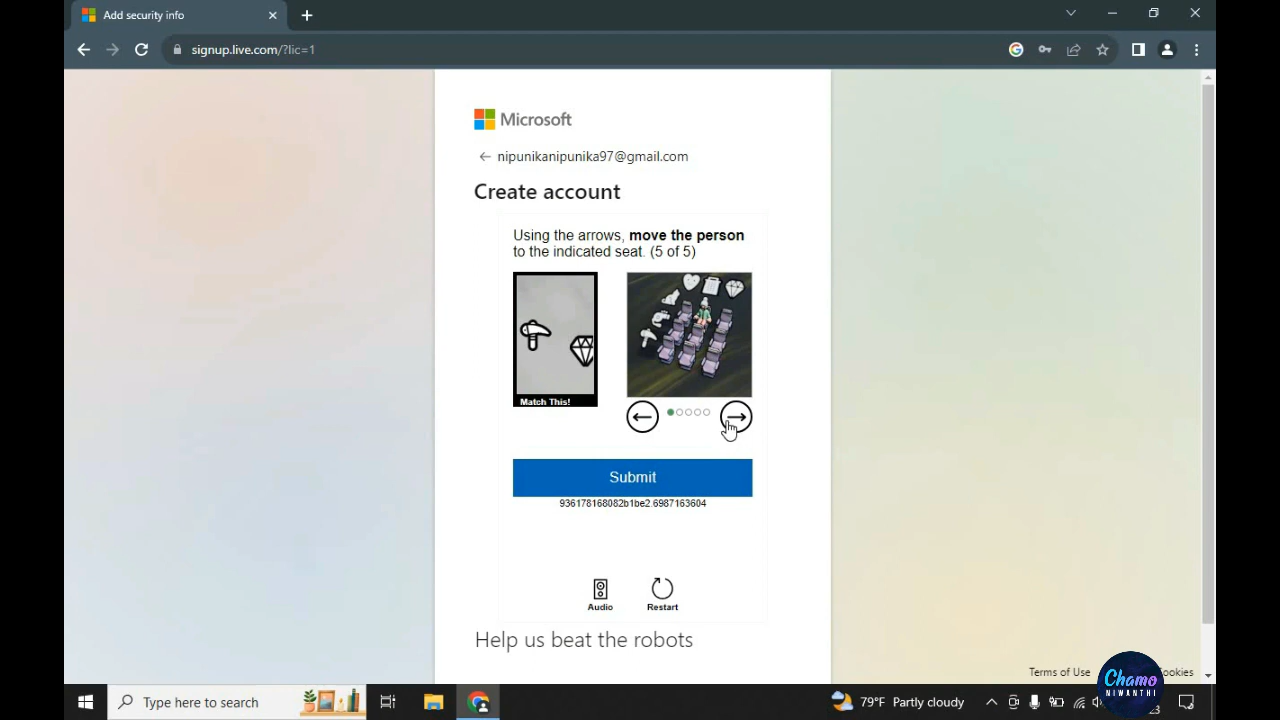 Add security info
signup.live.com/?lic=1
Microsoft
nipunikanipunika97@gmail.com
Create account
Using the arrows, move the person
to the indicated seat. (5 of 5)
Match This!
Submit
936178168082b1be2.6987163604
Audio
Restart
Help us beat the robots
Terms of Use
Cookies
Chamo
NIWANTHI
Type here to search
79°F Partly cloudy
23